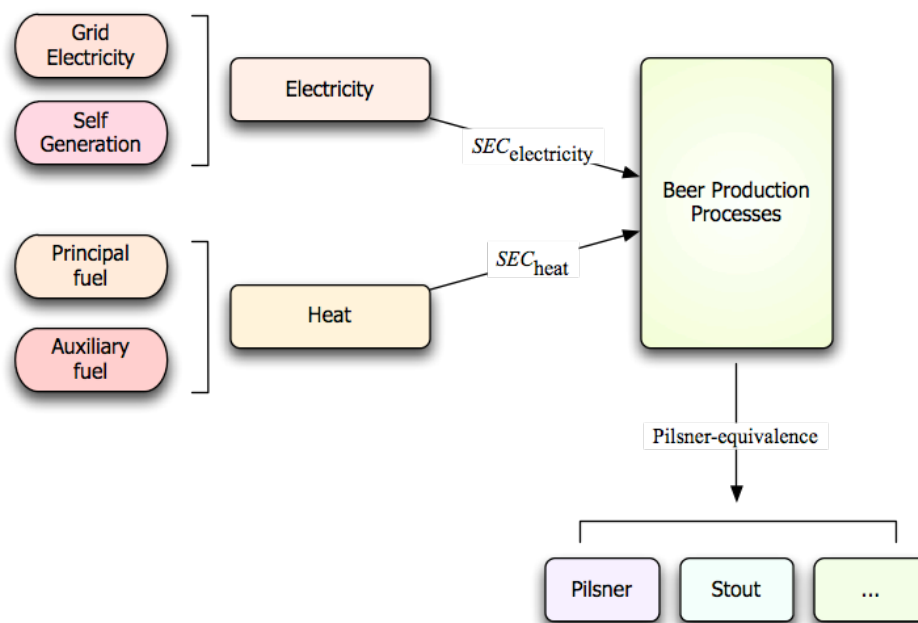 Grid
Electricity
Self
Generation
Electricity
SECelectricity
Beer Production
Processes
Principal
fuel
Auxiliary
fuel
Heat
SECheat
Pilsner-equivalence
Pilsner
Stout
...